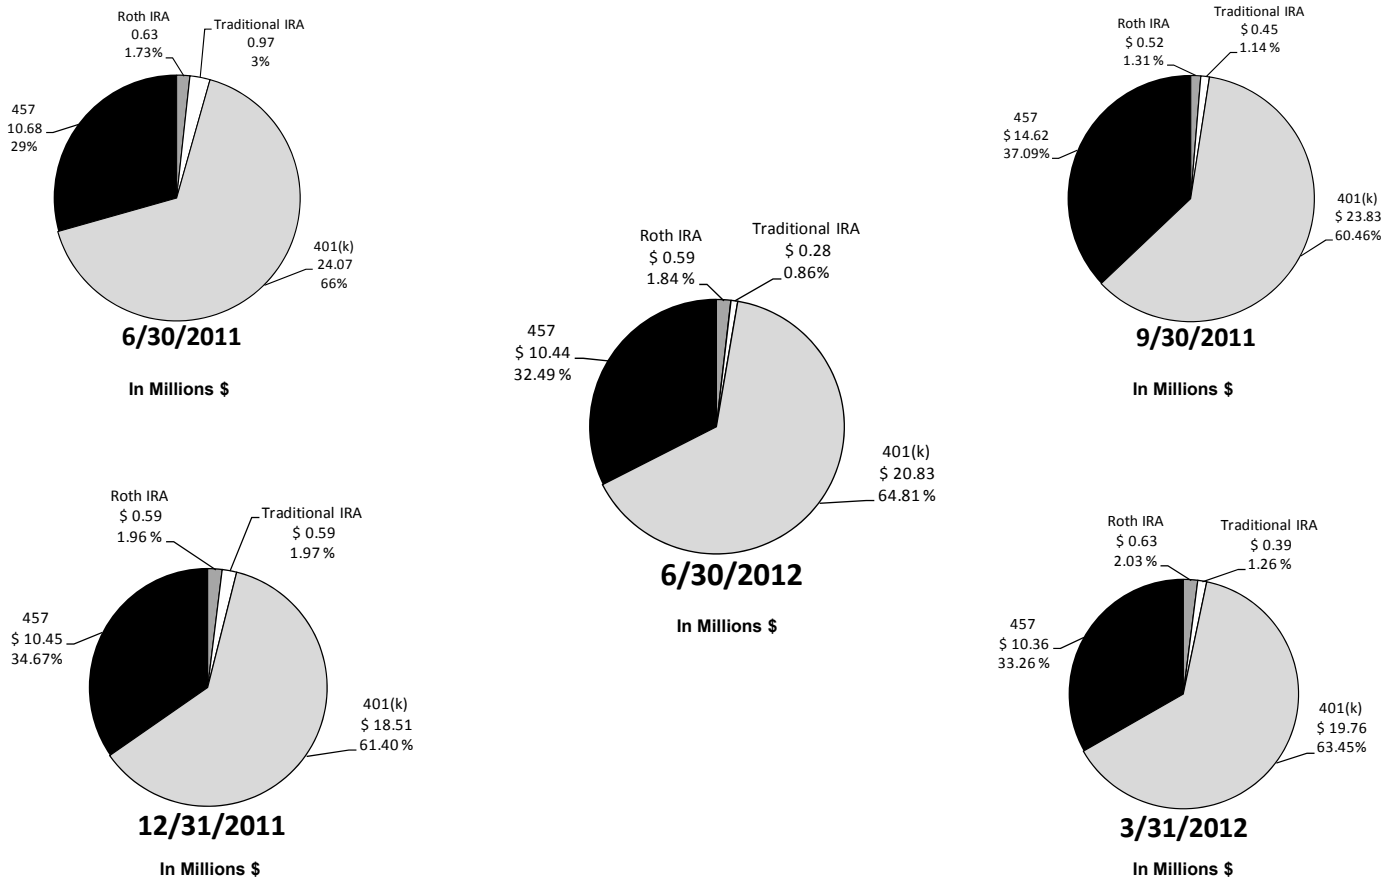 Roth IRA
0.63
1.73%
Traditional IRA
0.97
3%
457
10.68
29%
401(k)
24.07
66%
6/30/2011
In Millions $
Roth IRA
$ 0.52
1.31 %
Traditional IRA
$ 0.45
1.14 %
457
$ 14.62
37.09%
401(k)
$ 23.83
60.46%
9/30/2011
In Millions $
Roth IRA
$ 0.59
1.84 %
Traditional IRA
$ 0.28
0.86%
457
$ 10.44
32.49 %
401(k)
$ 20.83
64.81 %
6/30/2012
In Millions $
Roth IRA
$ 0.59
1.96 %
Traditional IRA
$ 0.59
1.97 %
457
$ 10.45
34.67%
401(k)
$ 18.51
61.40 %
12/31/2011
In Millions $
Roth IRA
$ 0.63
2.03 %
Traditional IRA
$ 0.39
1.26 %
457
$ 10.36
33.26 %
401(k)
$ 19.76
63.45%
3/31/2012
In Millions $